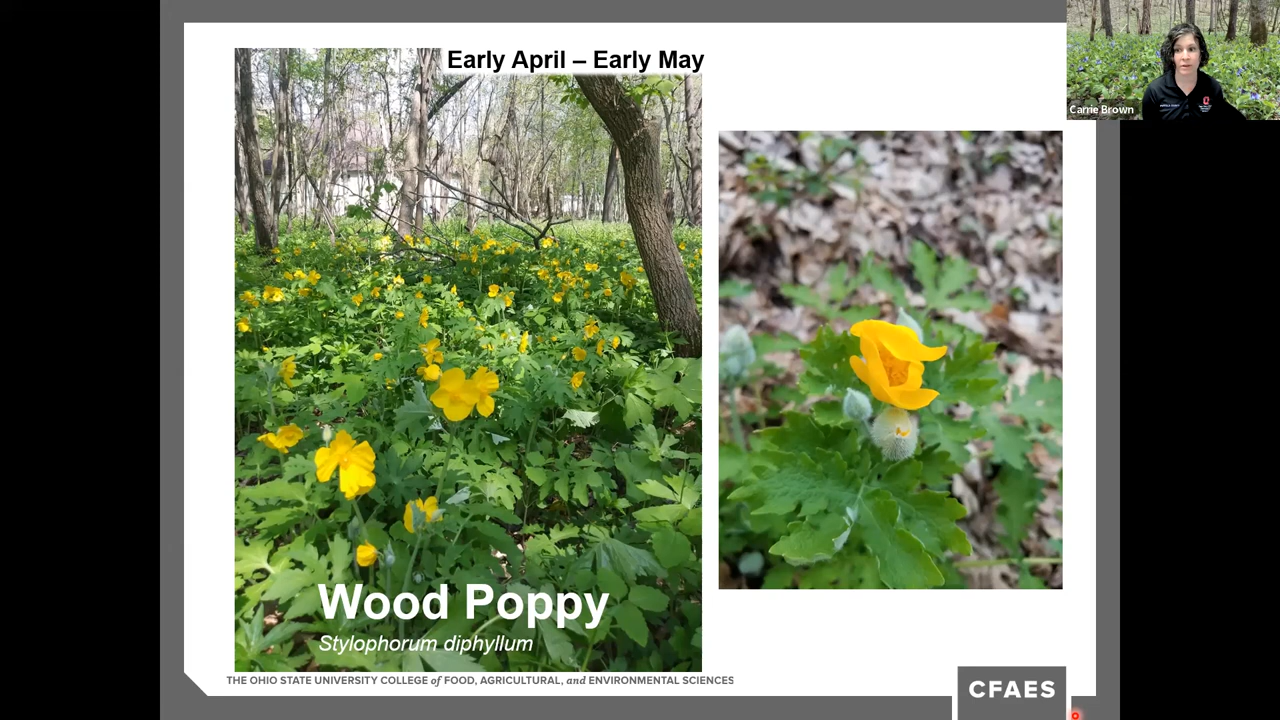 Early April – Early May
Carrie Brown
Wood Poppy
Stylophorum diphyllum
THE OHIO STATE UNIVERSITY COLLEGE of FOOD, AGRICULTURAL, and ENVIRONMENTAL SCIENCES
CFAES